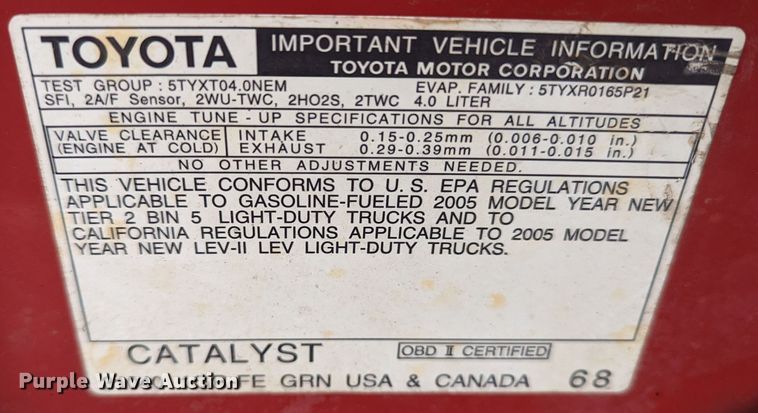 TOYOTA
IMPORTANT VEHICLE INFORMATION
TOYOTA MOTOR CORPORATION
TEST GROUP : 5TYXT04.0NEM
EVAP. FAMILY : 5TYXR0165P21
SFI, 2A/F Sensor, 2WU-TWC, 2HO2S, 2TWC 4.0 LITER
ENGINE TUNE - UP SPECIFICATIONS FOR ALL ALTITUDES
VALVE CLEARANCE (ENGINE AT COLD)
INTAKE 0.15-0.25mm (0.006-0.010 in.)
EXHAUST 0.29-0.39mm (0.011-0.015 in.)
NO OTHER ADJUSTMENTS NEEDED.
THIS VEHICLE CONFORMS TO U.S. EPA REGULATIONS
APPLICABLE TO GASOLINE-FUELED 2005 MODEL YEAR NEW
TIER 2 BIN 5 LIGHT-DUTY TRUCKS AND TO
CALIFORNIA REGULATIONS APPLICABLE TO 2005 MODEL
YEAR NEW LEV-II LEV LIGHT-DUTY TRUCKS.
CATALYST
OBD II CERTIFIED
GRN USA & CANADA 68
Purple Wave Auction